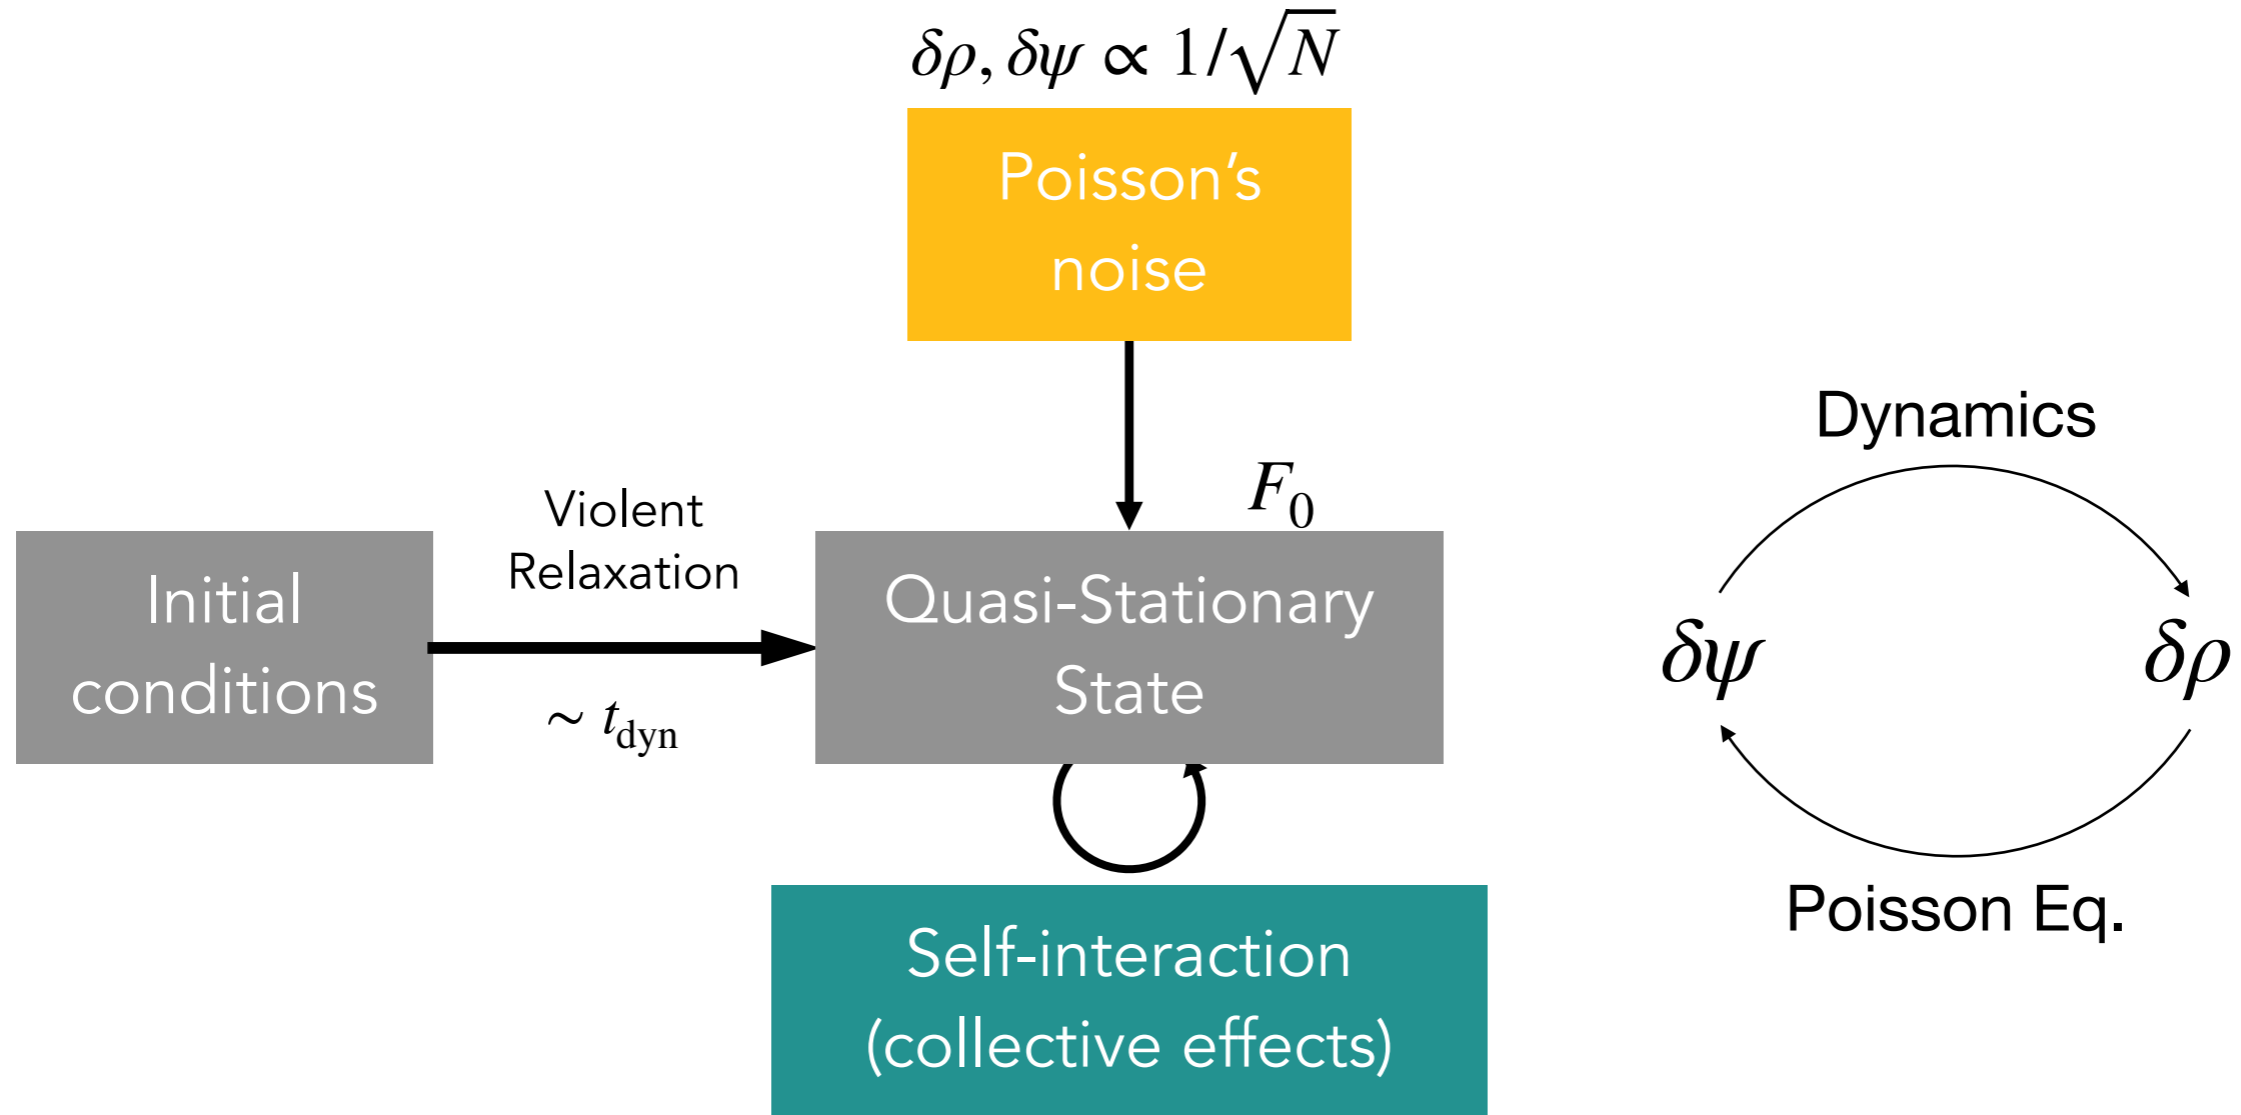 δρ, δψ ∝ 1/√N
Poisson’s
noise
F₀
Dynamics
Violent
Relaxation
Initial
conditions
∼ t_dyn
Quasi-Stationary
State
δψ
δρ
Poisson Eq.
Self-interaction
(collective effects)